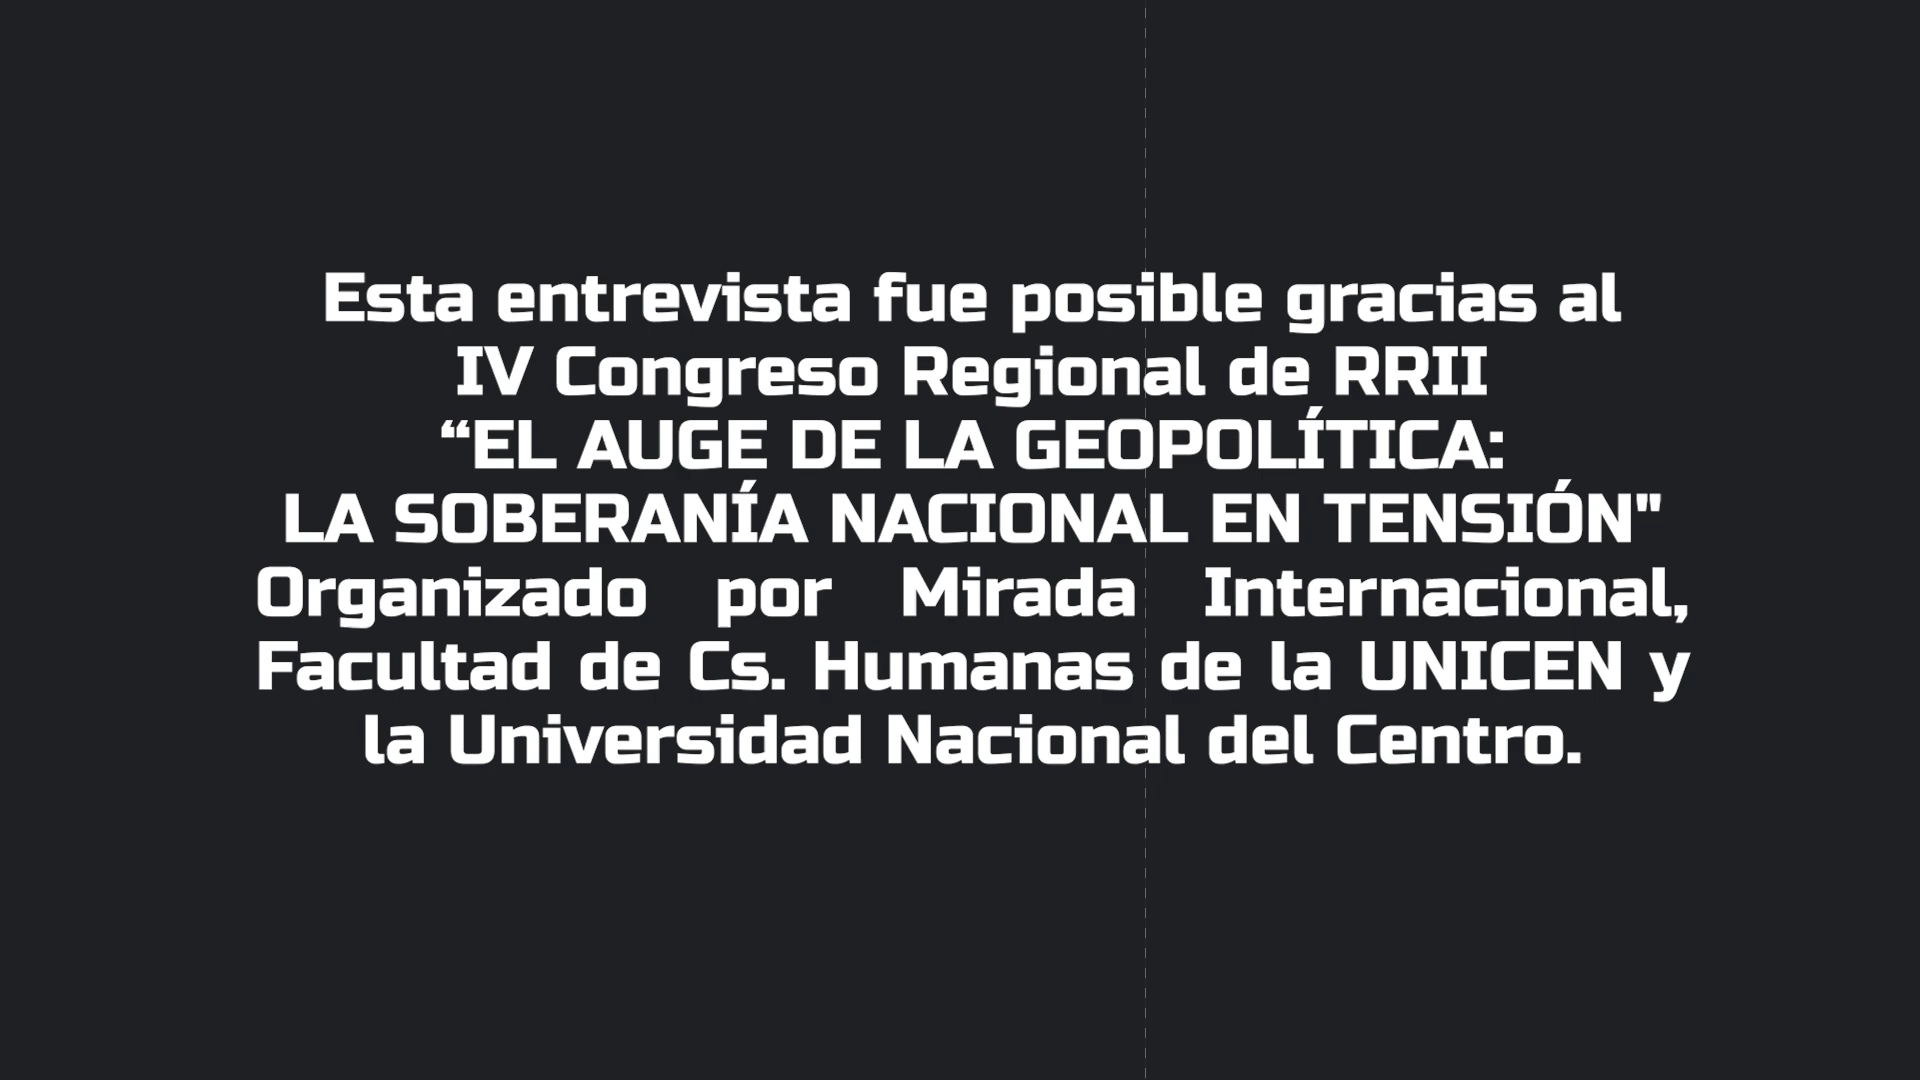 Esta entrevista fue posible gracias al
IV Congreso Regional de RRII
“EL AUGE DE LA GEOPOLÍTICA:
LA SOBERANÍA NACIONAL EN TENSIÓN"
Organizado por Mirada Internacional,
Facultad de Cs. Humanas de la UNICEN y
la Universidad Nacional del Centro.